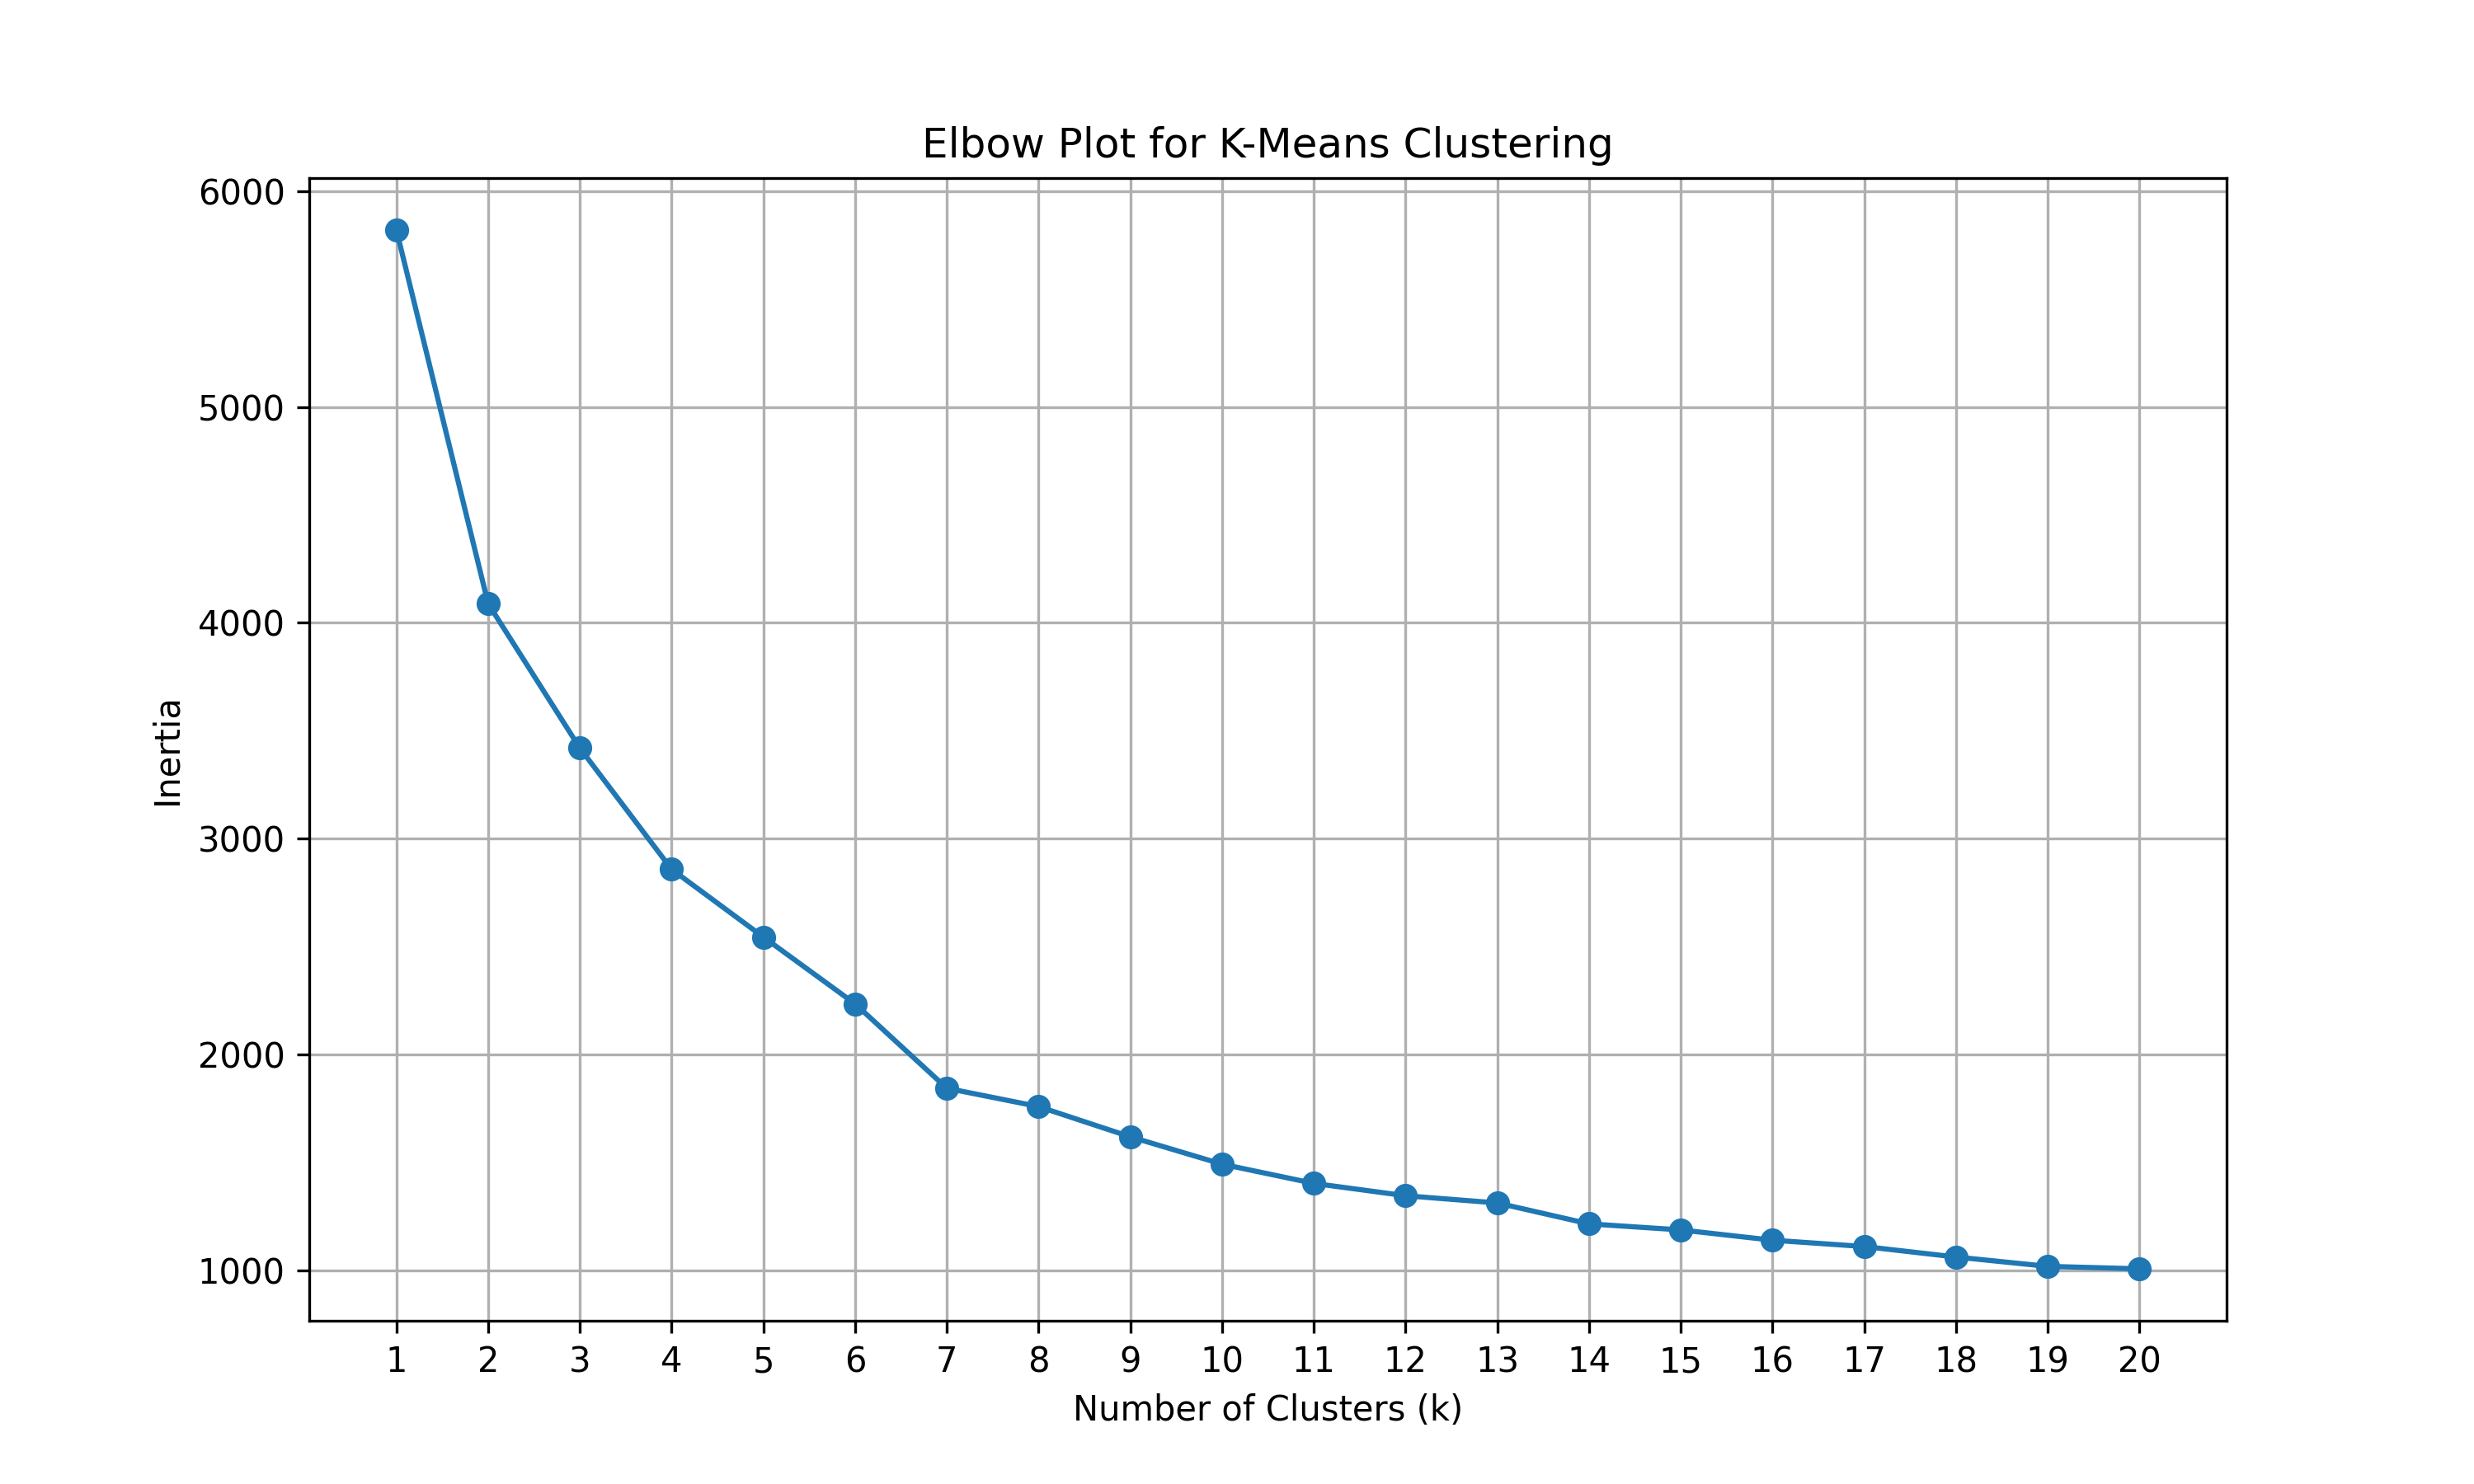 Elbow Plot for K-Means Clustering
6000
5000
4000
3000
2000
1000
Inertia
1 2 3 4 5 6 7 8 9 10 11 12 13 14 15 16 17 18 19 20
Number of Clusters (k)